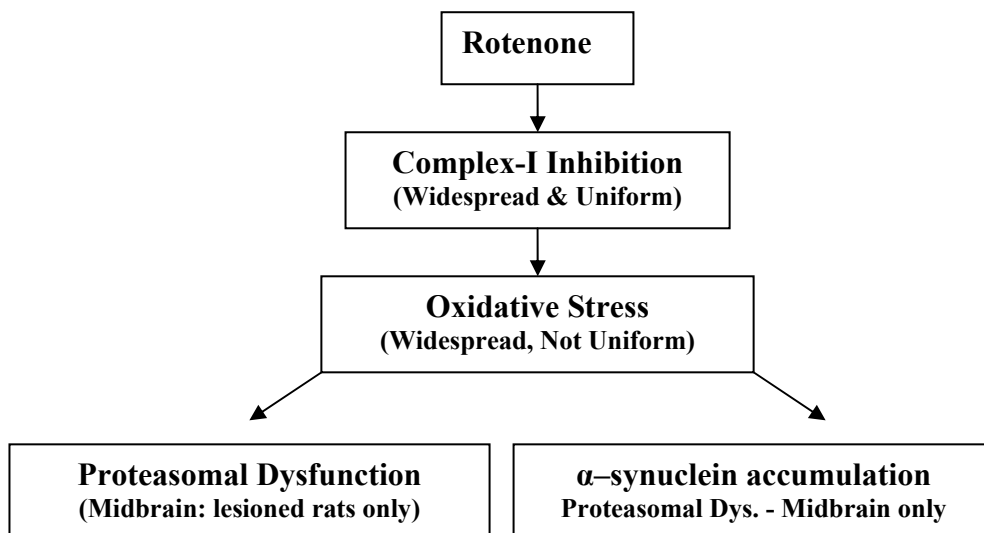 Rotenone
Complex-I Inhibition
(Widespread & Uniform)
Oxidative Stress
(Widespread, Not Uniform)
Proteasomal Dysfunction
(Midbrain: lesioned rats only)
α–synuclein accumulation
Proteasomal Dys. - Midbrain only